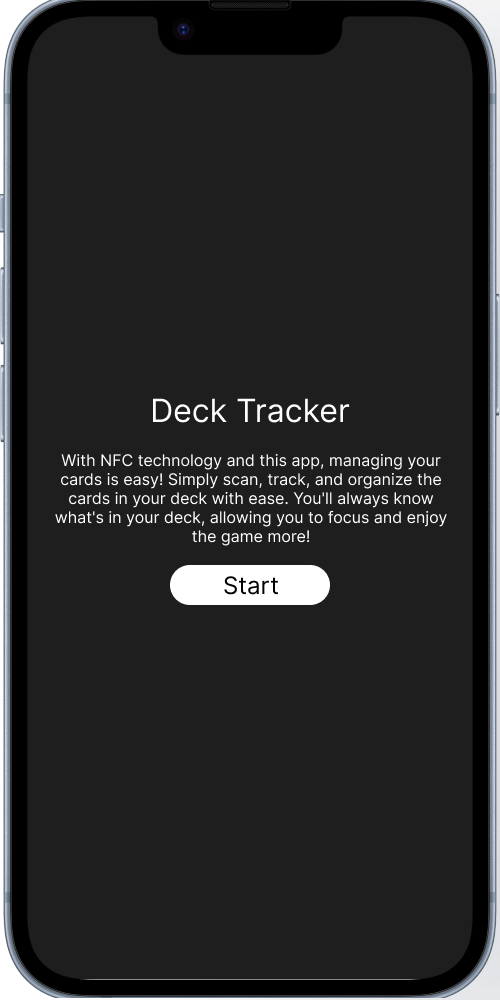 Deck Tracker
With NFC technology and this app, managing your
cards is easy! Simply scan, track, and organize the
cards in your deck with ease. You'll always know
what's in your deck, allowing you to focus and enjoy
the game more!
Start